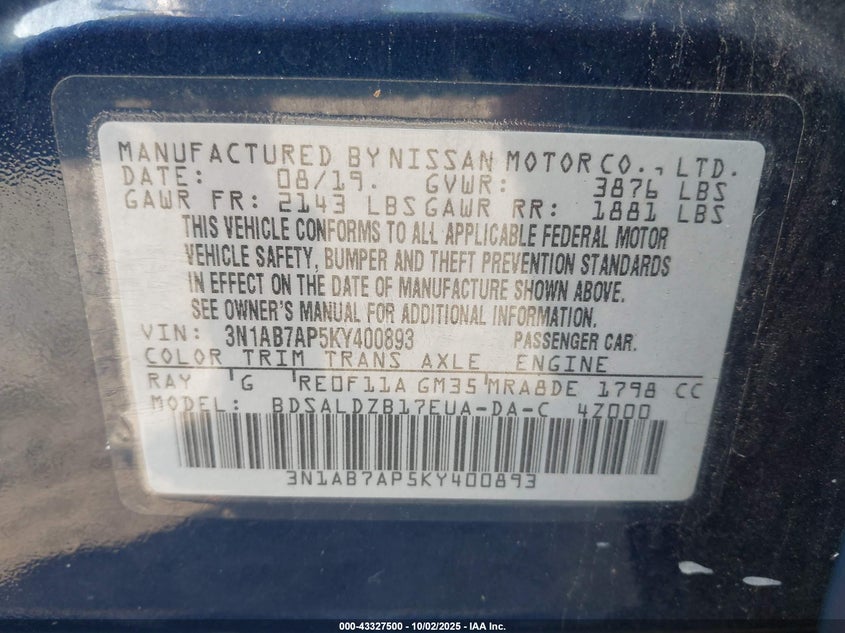 MANUFACTURED BY NISSAN MOTOR CO., LTD.
DATE: 08/19. GVWR: 3876 LBS
GAWR FR: 2143 LBS GAWR RR: 1881 LBS
THIS VEHICLE CONFORMS TO ALL APPLICABLE FEDERAL MOTOR
VEHICLE SAFETY, BUMPER AND THEFT PREVENTION STANDARDS
IN EFFECT ON THE DATE OF MANUFACTURE SHOWN ABOVE.
SEE OWNER'S MANUAL FOR ADDITIONAL INFORMATION.
VIN: 3N1AB7AP5KY400893 PASSENGER CAR.
COLOR TRIM TRANS AXLE ENGINE
RAY G RE0F11A GM35 MRA8DE 1798 CC
MODEL: BDSALDZB17EUA-DA-C 4Z000
3N1AB7AP5KY400893
000-43327500 - 10/02/2025 - IAA Inc.